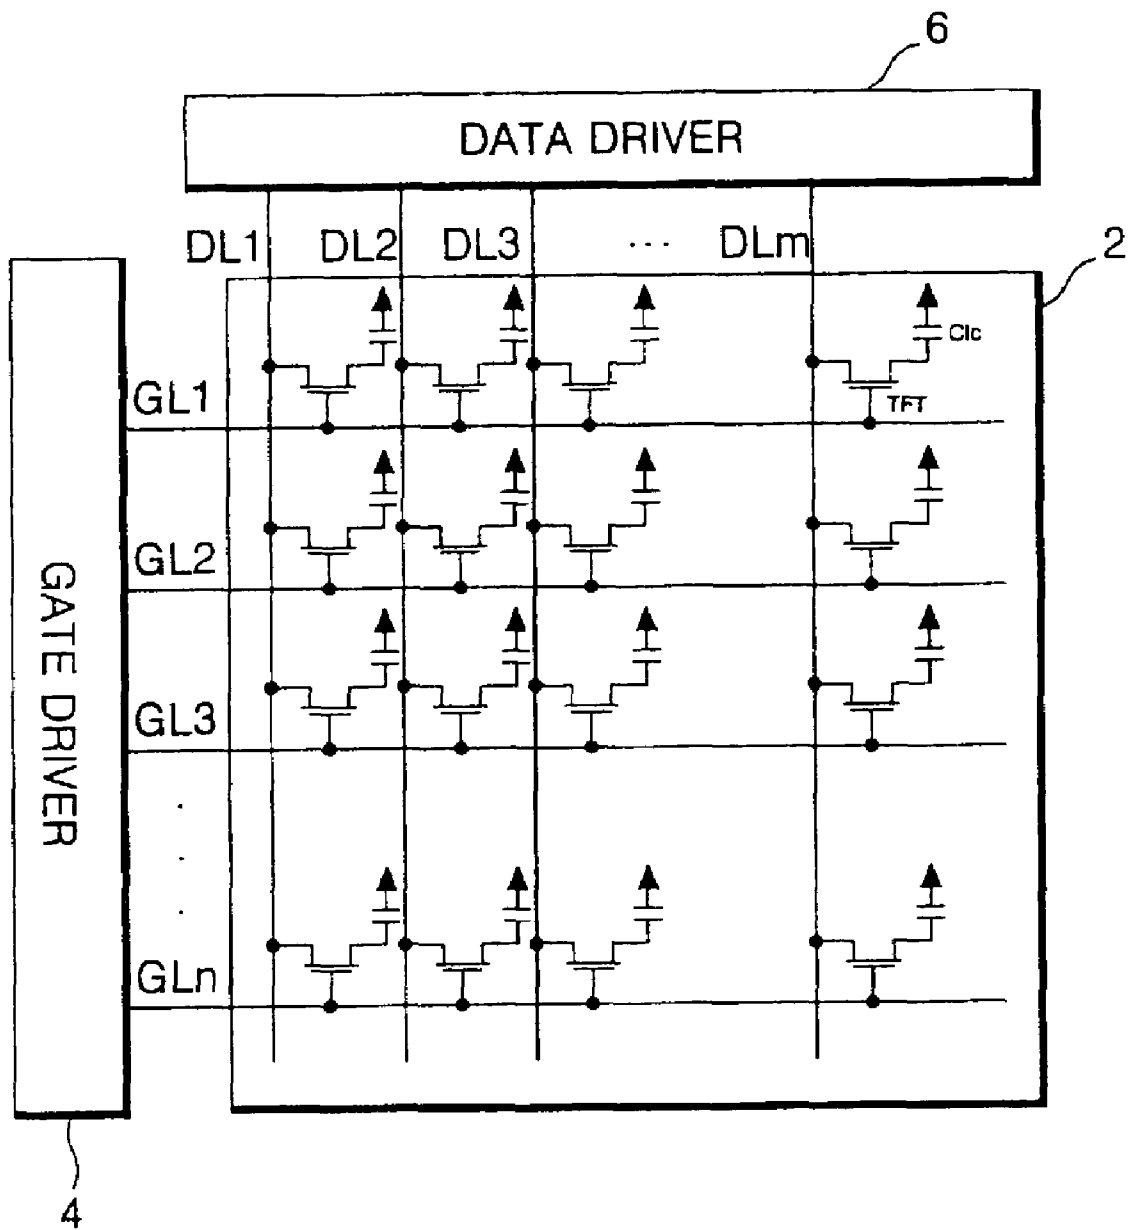 6
DATA DRIVER
DL1 DL2 DL3 ... DLm
2
Clc
TFT
GL1
GL2
GL3
.
.
.
GLn
GATE DRIVER
4